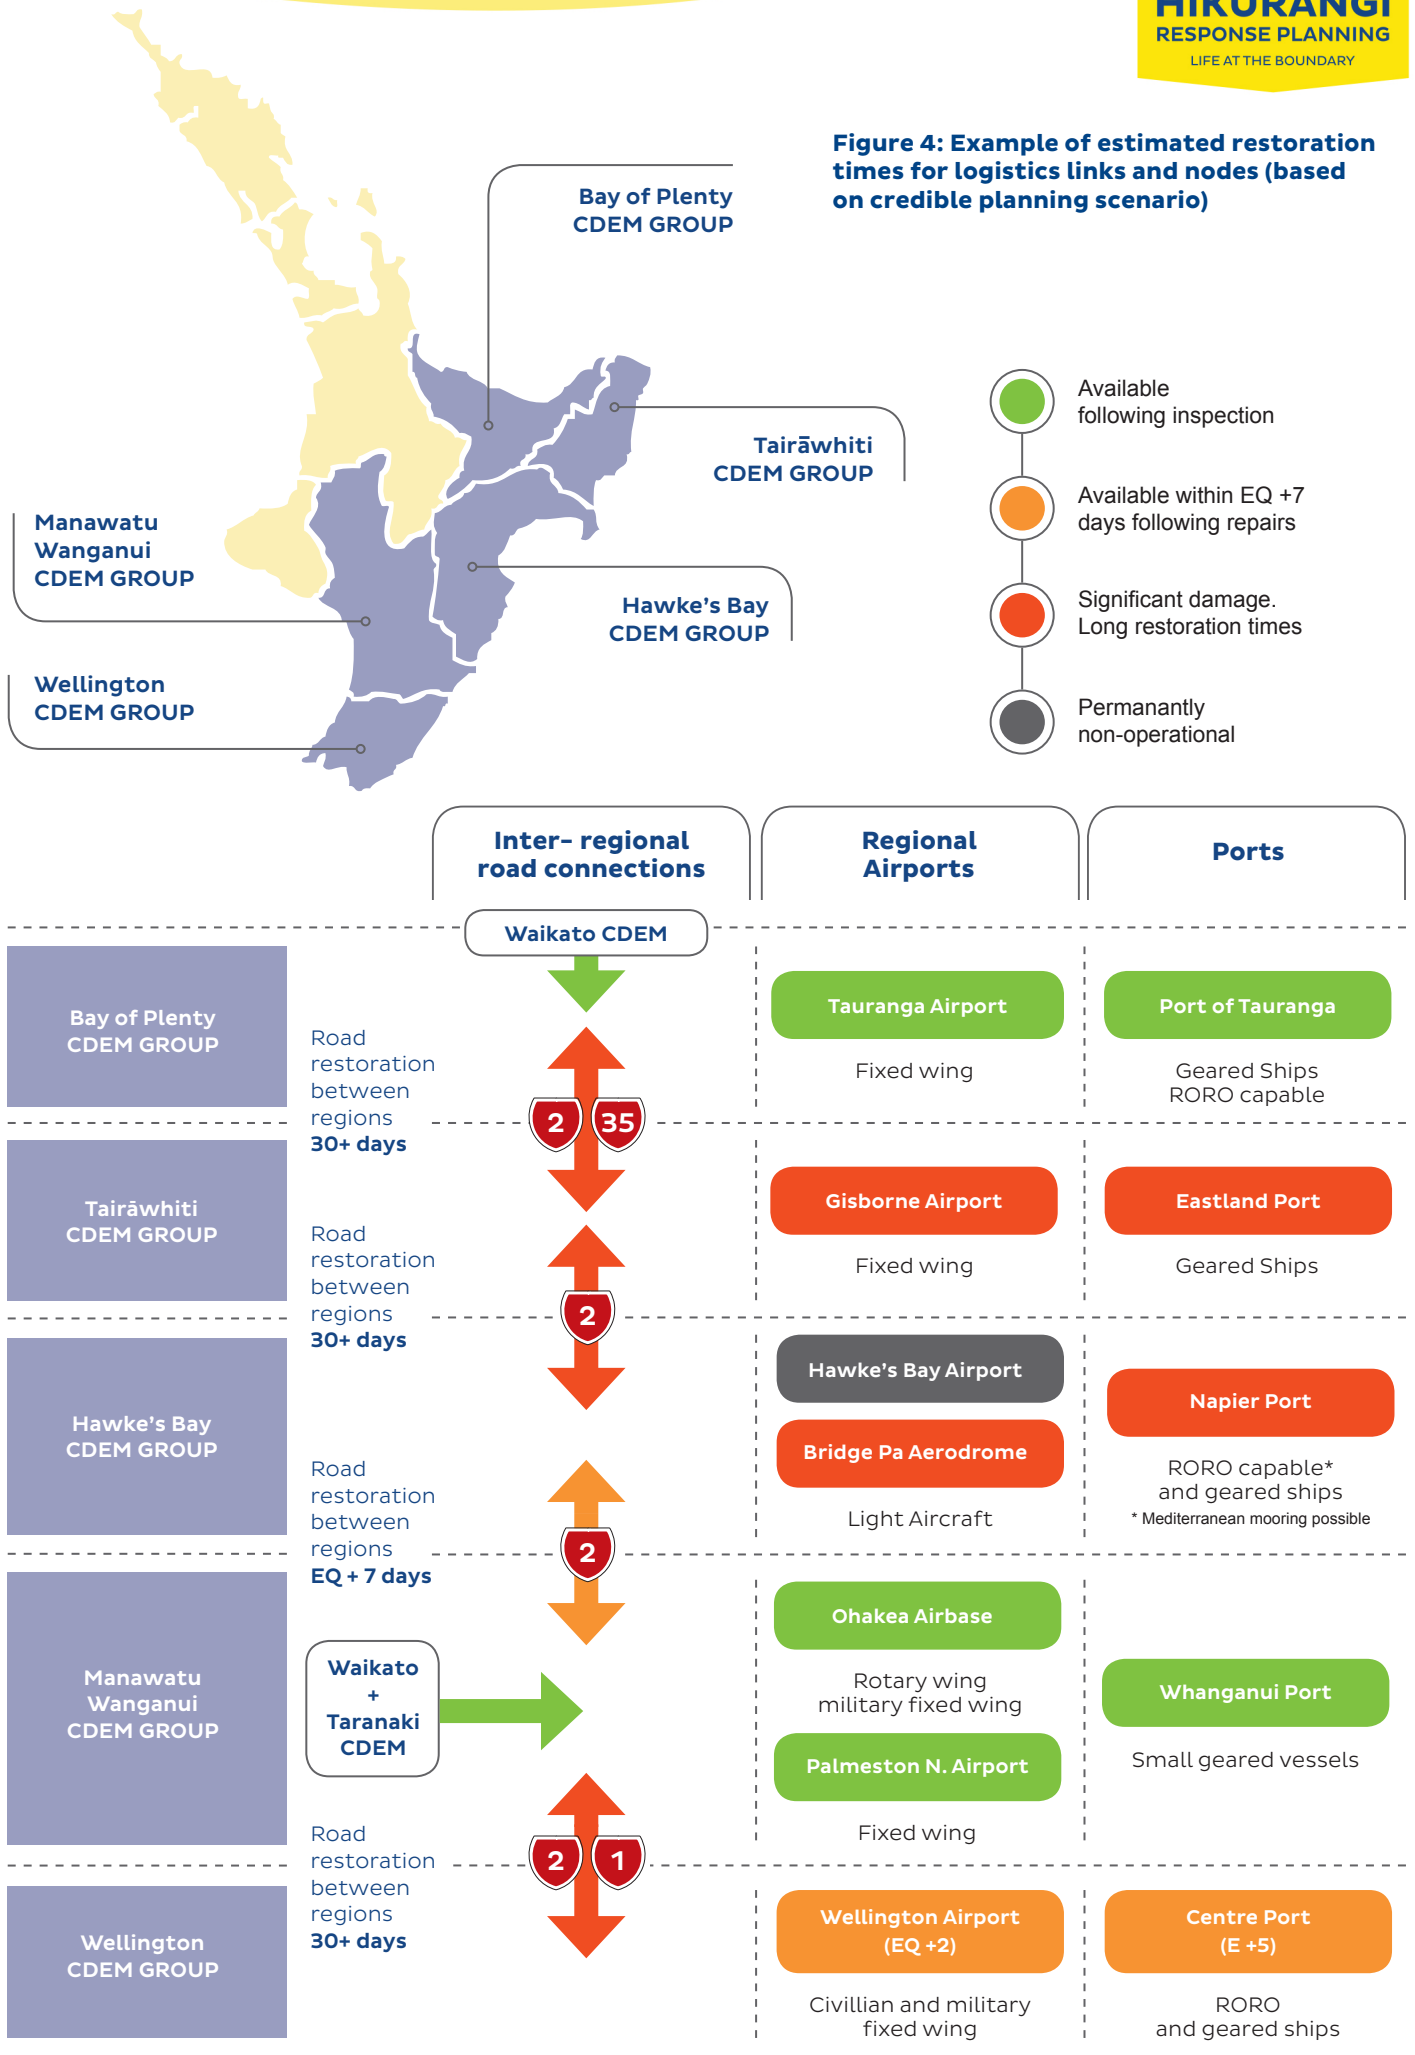 HIKURANGI
RESPONSE PLANNING
LIFE AT THE BOUNDARY
Figure 4: Example of estimated restoration
times for logistics links and nodes (based
on credible planning scenario)
Bay of Plenty
CDEM GROUP
Tairāwhiti
CDEM GROUP
Manawatu
Wanganui
CDEM GROUP
Hawke's Bay
CDEM GROUP
Wellington
CDEM GROUP
Available
following inspection
Available within EQ +7
days following repairs
Significant damage.
Long restoration times
Permanantly
non-operational
Inter- regional
road connections
Regional
Airports
Ports
Waikato CDEM
Bay of Plenty
CDEM GROUP
Road
restoration
between
regions
30+ days
2
35
Tauranga Airport
Fixed wing
Port of Tauranga
Geared Ships
RORO capable
Tairāwhiti
CDEM GROUP
Road
restoration
between
regions
30+ days
2
Gisborne Airport
Fixed wing
Eastland Port
Geared Ships
Hawke's Bay
CDEM GROUP
Road
restoration
between
regions
EQ + 7 days
2
Hawke's Bay Airport
Bridge Pa Aerodrome
Light Aircraft
Napier Port
RORO capable*
and geared ships
* Mediterranean mooring possible
Manawatu
Wanganui
CDEM GROUP
Waikato
+
Taranaki
CDEM
Ohakea Airbase
Rotary wing
military fixed wing
Palmeston N. Airport
Fixed wing
Whanganui Port
Small geared vessels
Road
restoration
between
regions
30+ days
2
1
Wellington
CDEM GROUP
Wellington Airport
(EQ +2)
Civillian and military
fixed wing
Centre Port
(E +5)
RORO
and geared ships